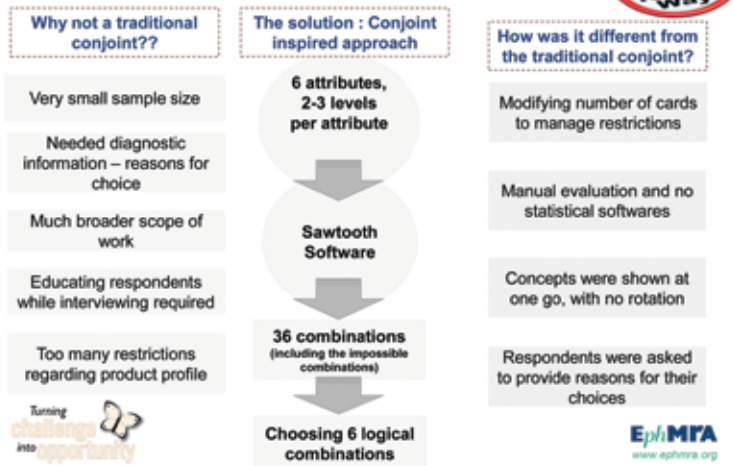 Why not a traditional
conjoint??
Very small sample size
Needed diagnostic
information – reasons for
choice
Much broader scope of
work
Educating respondents
while interviewing required
Too many restrictions
regarding product profile
Turning
challenge
into opportunity
The solution : Conjoint
inspired approach
6 attributes,
2-3 levels
per attribute
Sawtooth
Software
36 combinations
(including the impossible
combinations)
Choosing 6 logical
combinations
Way
How was it different from
the traditional conjoint?
Modifying number of cards
to manage restrictions
Manual evaluation and no
statistical softwares
Concepts were shown at
one go, with no rotation
Respondents were asked
to provide reasons for their
choices
EphMRA
www.ephmra.org